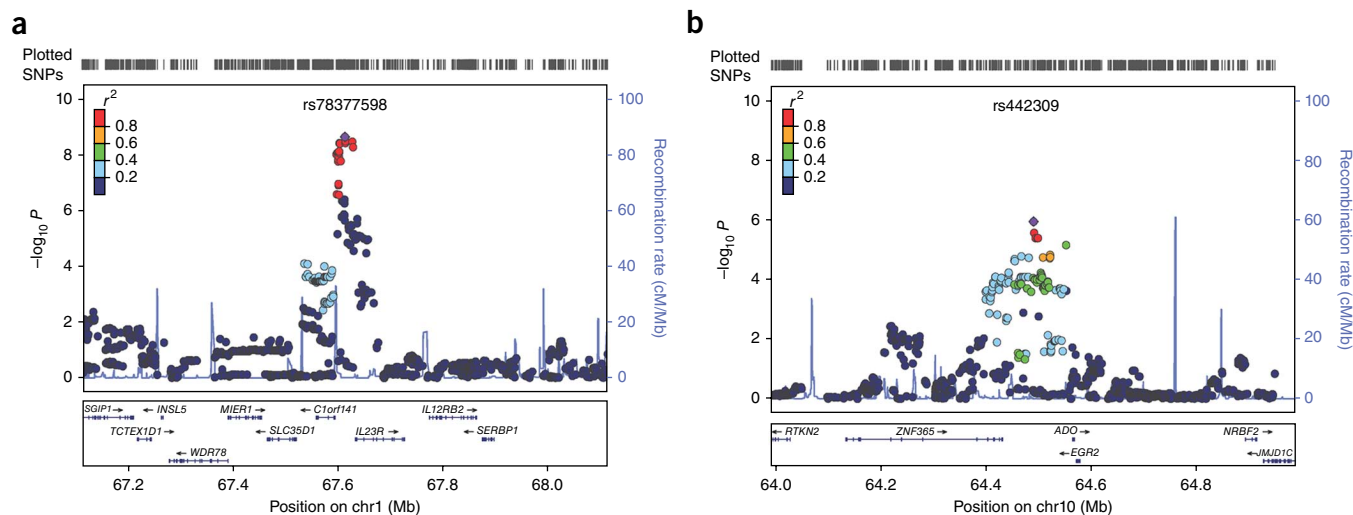 a
Plotted
SNPs
rs78377598
r2
0.8
0.6
0.4
0.2
10
8
6
4
2
0
–log10 P
100
80
60
40
20
0
Recombination rate (cM/Mb)
SGIP1→ ←INSL5 MIER1→ ←C1orf141 IL12RB2→
TCTEX1D1→ ←SLC35D1 IL23R→ ←SERBP1
←WDR78
67.2 67.4 67.6 67.8 68.0
Position on chr1 (Mb)
b
Plotted
SNPs
rs442309
r2
0.8
0.6
0.4
0.2
10
8
6
4
2
0
–log10 P
100
80
60
40
20
0
Recombination rate (cM/Mb)
←RTKN2 ZNF365→ ADO→ NRBF2→
←EGR2 ←JMJD1C
64.0 64.2 64.4 64.6 64.8
Position on chr10 (Mb)